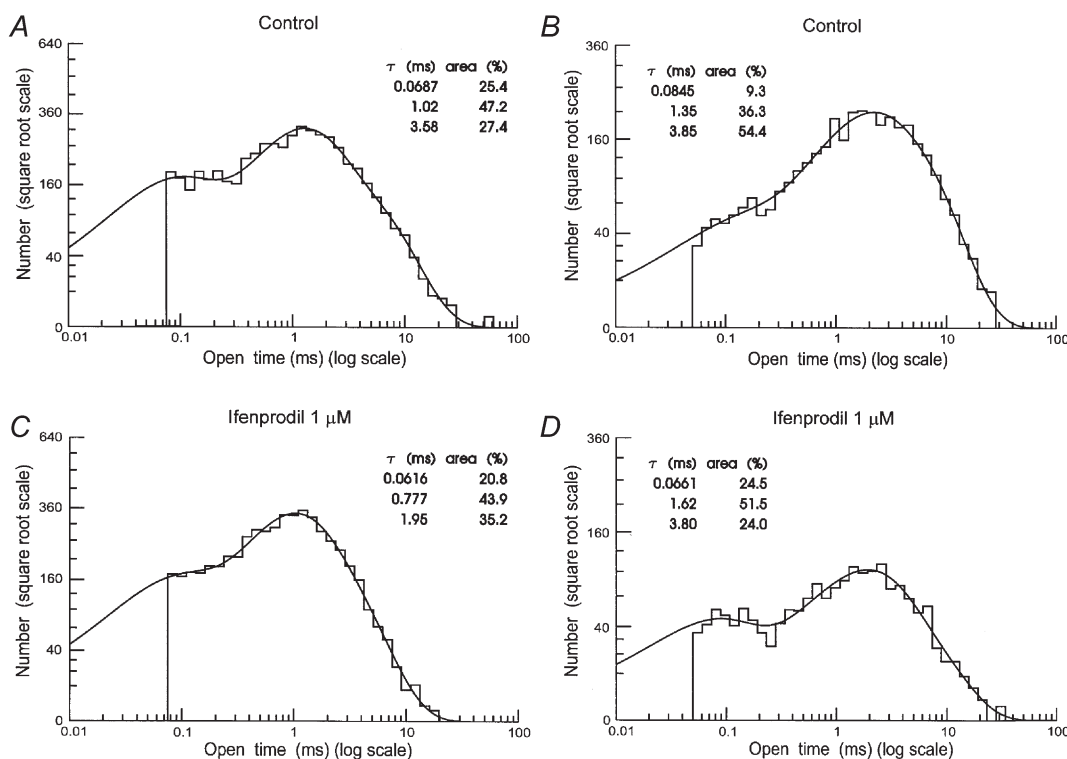 A
Control
640
360
160
40
0
Number (square root scale)
τ (ms) area (%)
0.0687 25.4
1.02 47.2
3.58 27.4
0.01 0.1 1 10 100
Open time (ms) (log scale)
B
Control
360
160
40
0
Number (square root scale)
τ (ms) area (%)
0.0845 9.3
1.35 36.3
3.85 54.4
0.01 0.1 1 10 100
Open time (ms) (log scale)
C
Ifenprodil 1 μM
640
360
160
40
0
Number (square root scale)
τ (ms) area (%)
0.0616 20.8
0.777 43.9
1.95 35.2
0.01 0.1 1 10 100
Open time (ms) (log scale)
D
Ifenprodil 1 μM
360
160
40
0
Number (square root scale)
τ (ms) area (%)
0.0661 24.5
1.62 51.5
3.80 24.0
0.01 0.1 1 10 100
Open time (ms) (log scale)